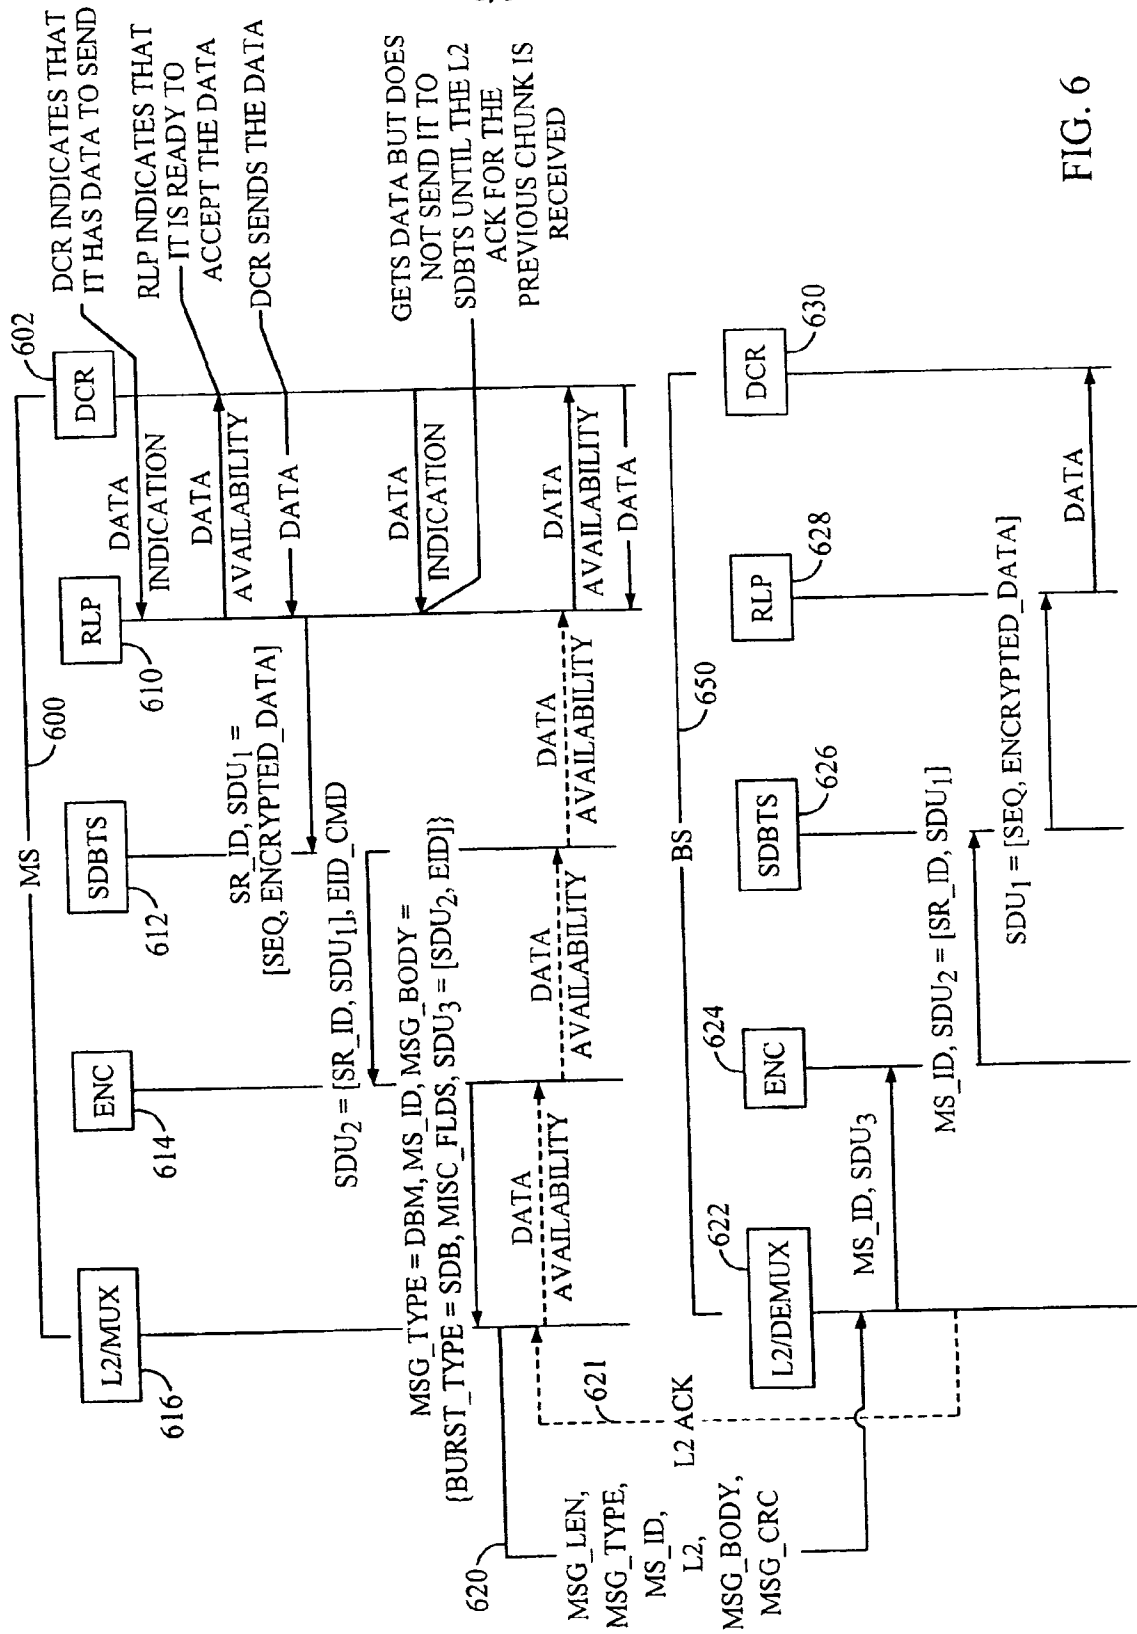 MS
600
L2/MUX
616
ENC
614
SDBTS
612
RLP
610
DCR
602
DCR INDICATES THAT
IT HAS DATA TO SEND
DATA
INDICATION
RLP INDICATES THAT
IT IS READY TO
ACCEPT THE DATA
DATA
AVAILABILITY
DCR SENDS THE DATA
DATA
SR_ID, SDU1 =
[SEQ, ENCRYPTED_DATA]
SDU2 = [SR_ID, SDU1], EID_CMD
MSG_TYPE = DBM, MS_ID, MSG_BODY =
{BURST_TYPE = SDB, MISC_FLDS, SDU3 = [SDU2, EID]}
DATA
INDICATION
GETS DATA BUT DOES
NOT SEND IT TO
SDBTS UNTIL THE L2
ACK FOR THE
PREVIOUS CHUNK IS
RECEIVED
DATA
AVAILABILITY
DATA
AVAILABILITY
DATA
AVAILABILITY
DATA
AVAILABILITY
DATA
620
621
L2 ACK
MSG_LEN,
MSG_TYPE,
MS_ID,
L2,
MSG_BODY,
MSG_CRC
BS
650
L2/DEMUX
622
ENC
624
SDBTS
626
RLP
628
DCR
630
MS_ID, SDU3
MS_ID, SDU2 = [SR_ID, SDU1]
SDU1 = [SEQ, ENCRYPTED_DATA]
DATA
FIG. 6